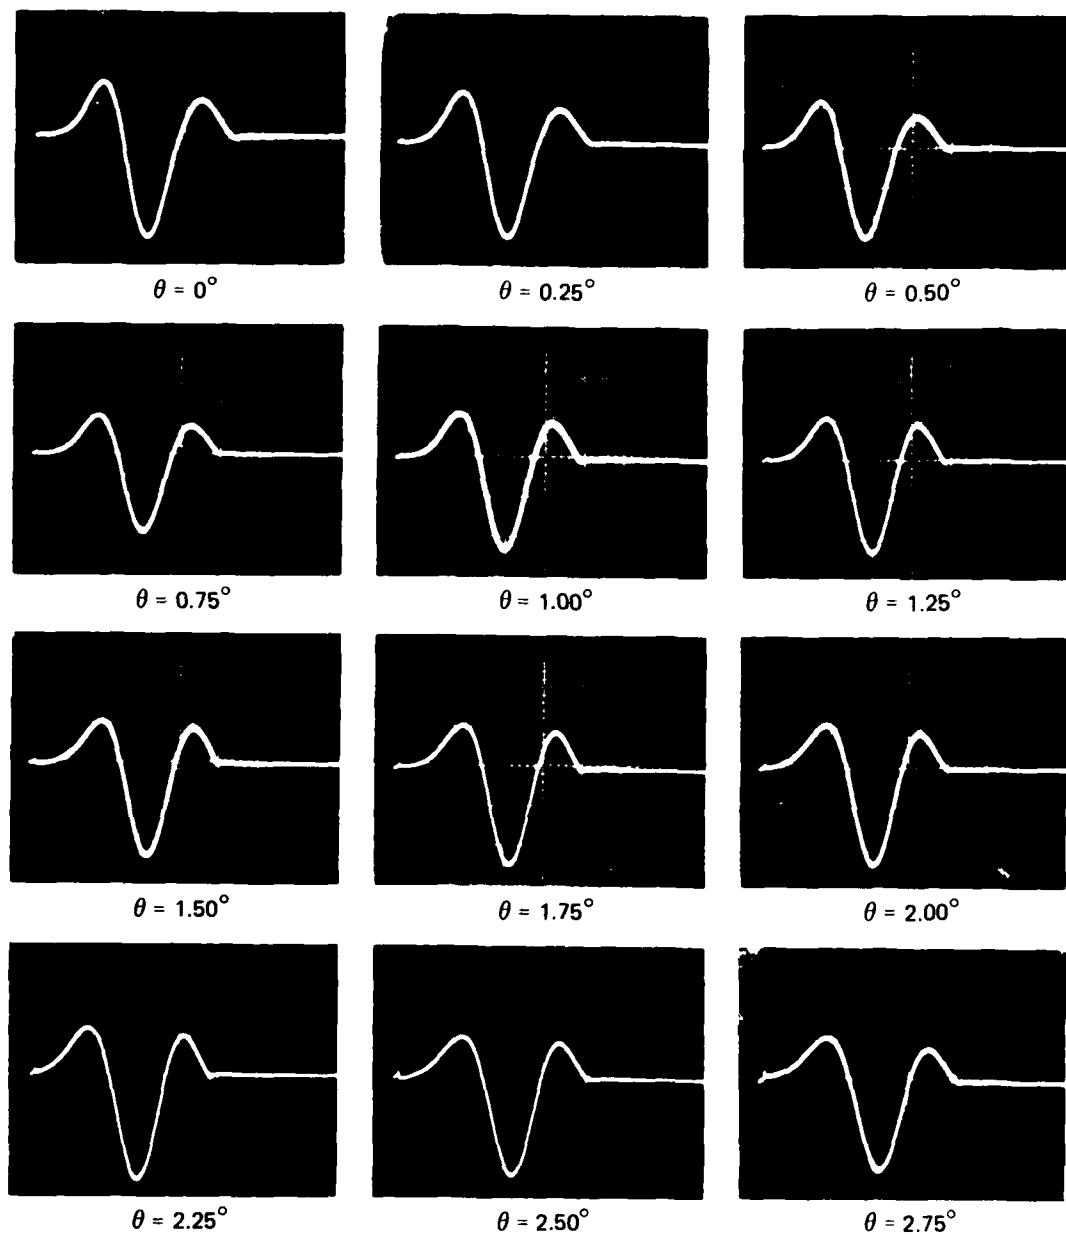 θ = 0°
θ = 0.25°
θ = 0.50°
θ = 0.75°
θ = 1.00°
θ = 1.25°
θ = 1.50°
θ = 1.75°
θ = 2.00°
θ = 2.25°
θ = 2.50°
θ = 2.75°